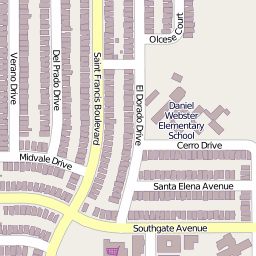 Olcese Court
Verano Drive
Del Prado Drive
Saint Francis Boulevard
El Dorado Drive
Daniel
Webster
Elementary
School
Cerro Drive
Midvale Drive
Santa Elena Avenue
Southgate Avenue